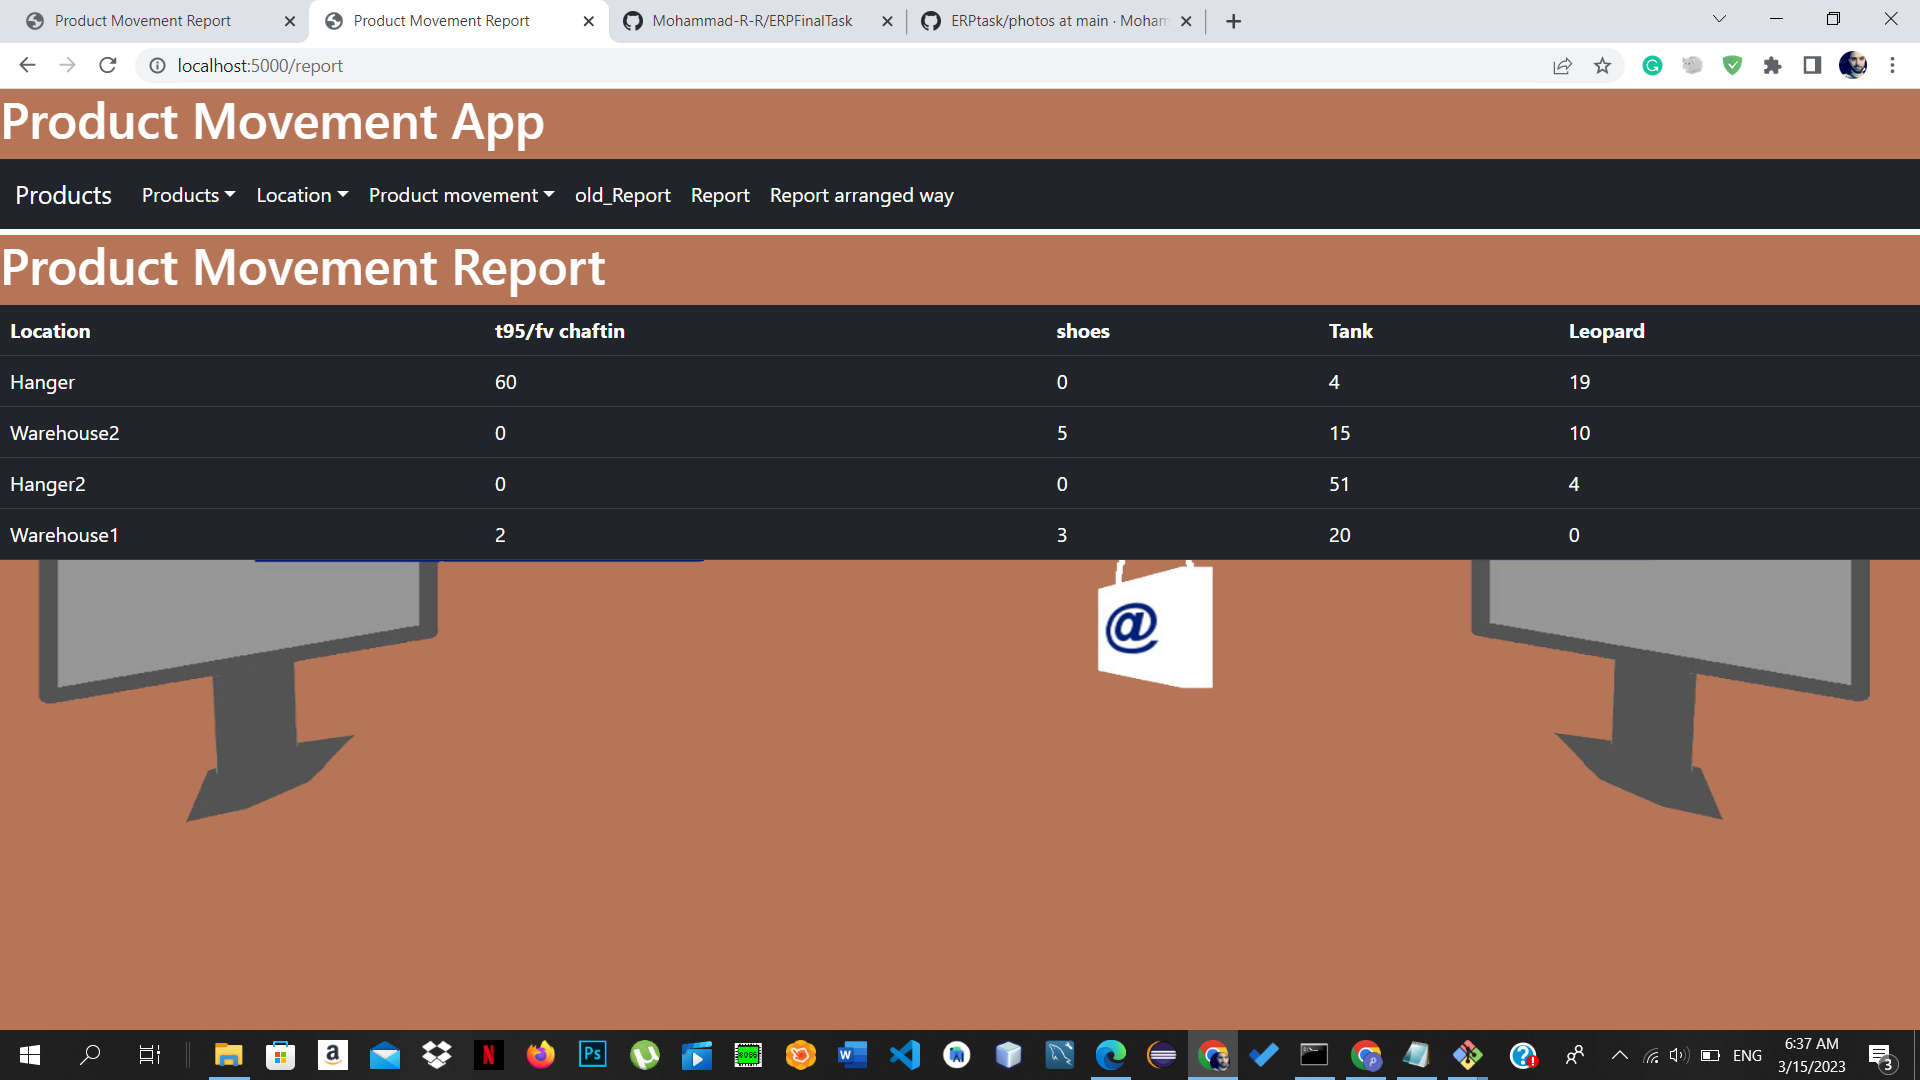 Product Movement Report
Product Movement Report
Mohammad-R-R/ERPFinalTask
ERPtask/photos at main · Moham
localhost:5000/report
Product Movement App
Products Products Location Product movement old_Report Report Report arranged way
Product Movement Report
Location t95/fv chaftin shoes Tank Leopard
Hanger 60 0 4 19
Warehouse2 0 5 15 10
Hanger2 0 0 51 4
Warehouse1 2 3 20 0
@
ENG
6:37 AM
3/15/2023
3